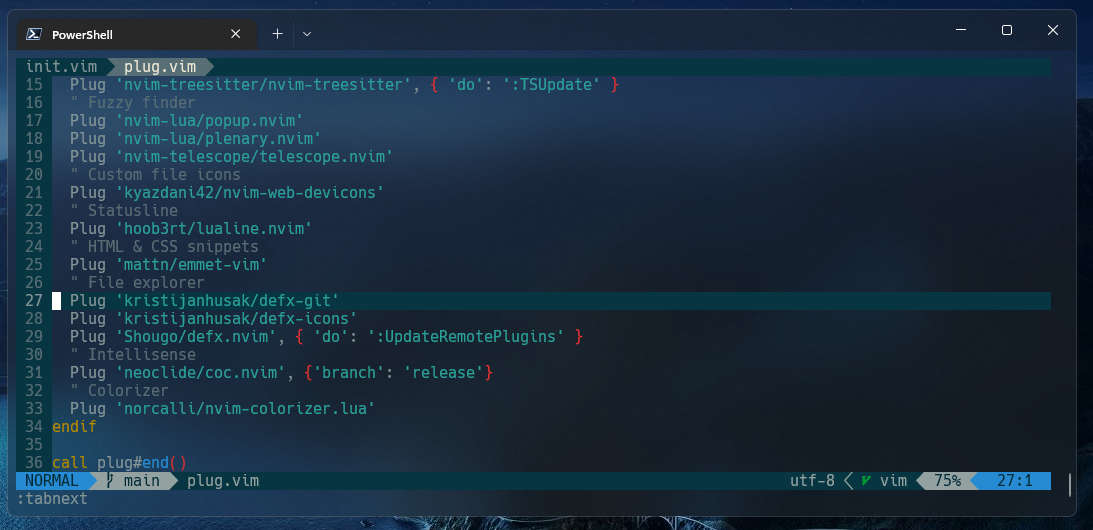 PowerShell
init.vim plug.vim
15 Plug 'nvim-treesitter/nvim-treesitter', { 'do': ':TSUpdate' }
16 " Fuzzy finder
17 Plug 'nvim-lua/popup.nvim'
18 Plug 'nvim-lua/plenary.nvim'
19 Plug 'nvim-telescope/telescope.nvim'
20 " Custom file icons
21 Plug 'kyazdani42/nvim-web-devicons'
22 " Statusline
23 Plug 'hoob3rt/lualine.nvim'
24 " HTML & CSS snippets
25 Plug 'mattn/emmet-vim'
26 " File explorer
27 Plug 'kristijanhusak/defx-git'
28 Plug 'kristijanhusak/defx-icons'
29 Plug 'Shougo/defx.nvim', { 'do': ':UpdateRemotePlugins' }
30 " Intellisense
31 Plug 'neoclide/coc.nvim', {'branch': 'release'}
32 " Colorizer
33 Plug 'norcalli/nvim-colorizer.lua'
34 endif
35
36 call plug#end()
NORMAL main plug.vim utf-8 vim 75% 27:1
:tabnext